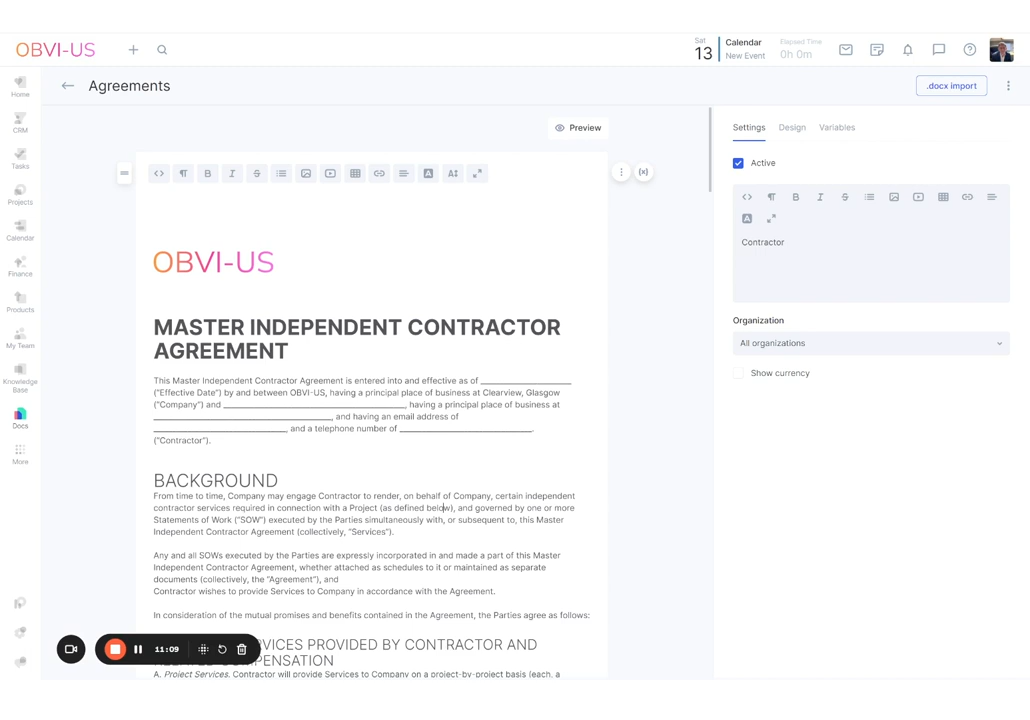 OBVI-US
Sat
13
Calendar
New Event
Elapsed Time
0h 0m
Home
CRM
Tasks
Projects
Calendar
Finance
Products
My Team
Knowledge
Base
Docs
More
Agreements
.docx import
Preview
OBVI-US
MASTER INDEPENDENT CONTRACTOR
AGREEMENT
This Master Independent Contractor Agreement is entered into and effective as of ____________________
("Effective Date") by and between OBVI-US, having a principal place of business at Clearview, Glasgow
("Company") and ________________________________________, having a principal place of business at
_______________________________________, and having an email address of
_____________________________, and a telephone number of _____________________________.
("Contractor").
BACKGROUND
From time to time, Company may engage Contractor to render, on behalf of Company, certain independent
contractor services required in connection with a Project (as defined below), and governed by one or more
Statements of Work ("SOW") executed by the Parties simultaneously with, or subsequent to, this Master
Independent Contractor Agreement (collectively, "Services").
Any and all SOWs executed by the Parties are expressly incorporated in and made a part of this Master
Independent Contractor Agreement, whether attached as schedules to it or maintained as separate
documents (collectively, the "Agreement"), and
Contractor wishes to provide Services to Company in accordance with the Agreement.
In consideration of the mutual promises and benefits contained in the Agreement, the Parties agree as follows:
VICES PROVIDED BY CONTRACTOR AND
PENSATION
A. Project Services. Contractor will provide Services to Company on a project-by-project basis (each, a
11:09
Settings
Design
Variables
Active
Contractor
Organization
All organizations
Show currency